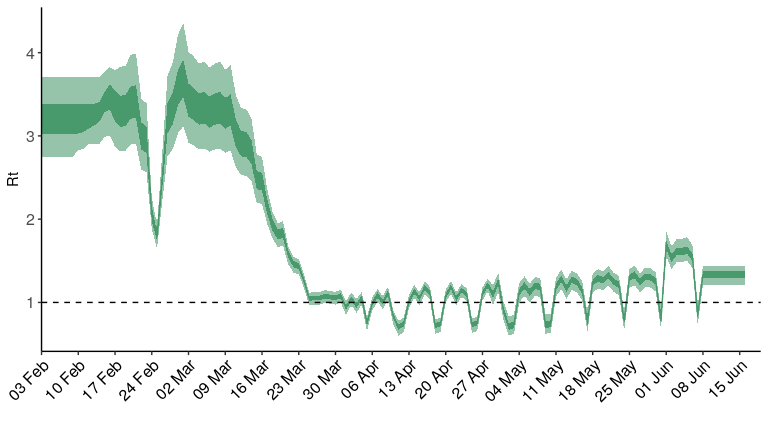 Rt
4
3
2
1
03 Feb
10 Feb
17 Feb
24 Feb
02 Mar
09 Mar
16 Mar
23 Mar
30 Mar
06 Apr
13 Apr
20 Apr
27 Apr
04 May
11 May
18 May
25 May
01 Jun
08 Jun
15 Jun